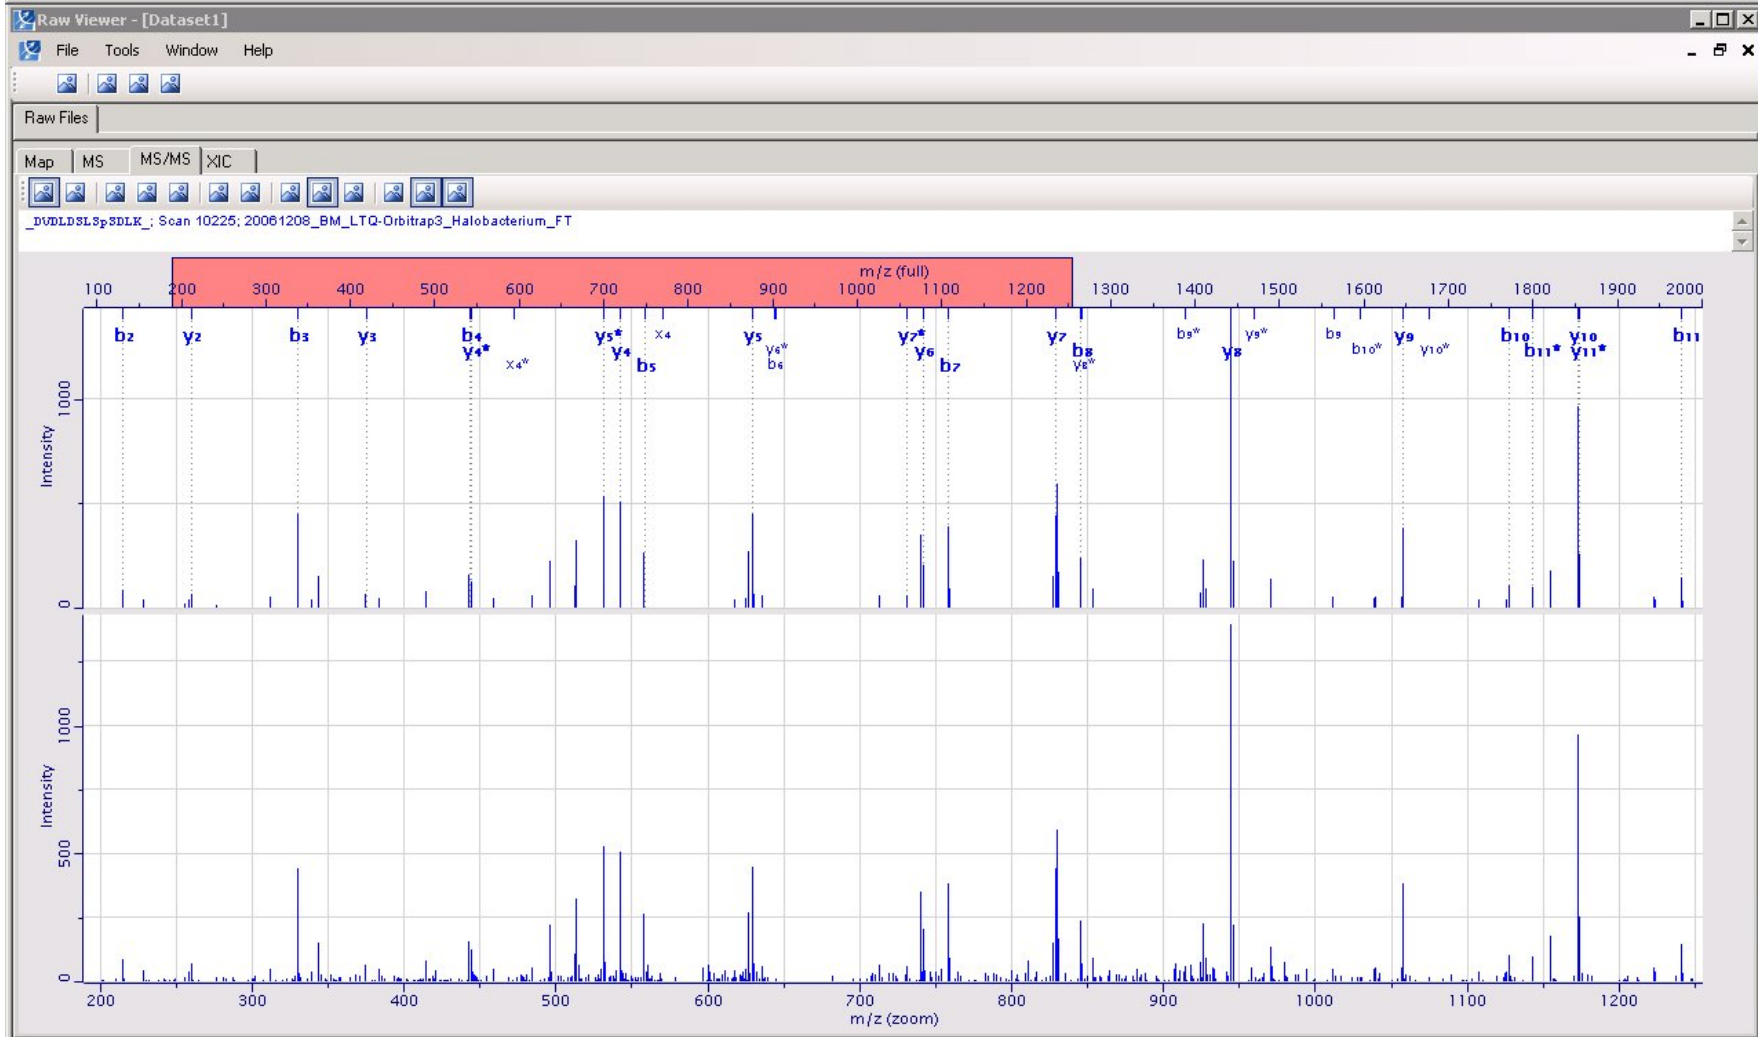 Raw Viewer - [Dataset1]
File Tools Window Help
Raw Files
Map MS MS/MS XIC
_DVDLDSLSpSDLK_; Scan 10225; 20061208_BM_LTQ-Orbitrap3_Halobacterium_FT
m/z (full)
100 200 300 400 500 600 700 800 900 1000 1100 1200 1300 1400 1500 1600 1700 1800 1900 2000
b2 y2 b3 y3 b4 y5* x4 y5 y7* y7 b9* y9* b9 y9 b10 y10 b11
y4* y4 y6* y6 b8 y8 b10* y10* b11* y11*
x4* b5 b6 b7 y8*
1000
Intensity
0
1000
Intensity
500
0
200 300 400 500 600 700 800 900 1000 1100 1200
m/z (zoom)